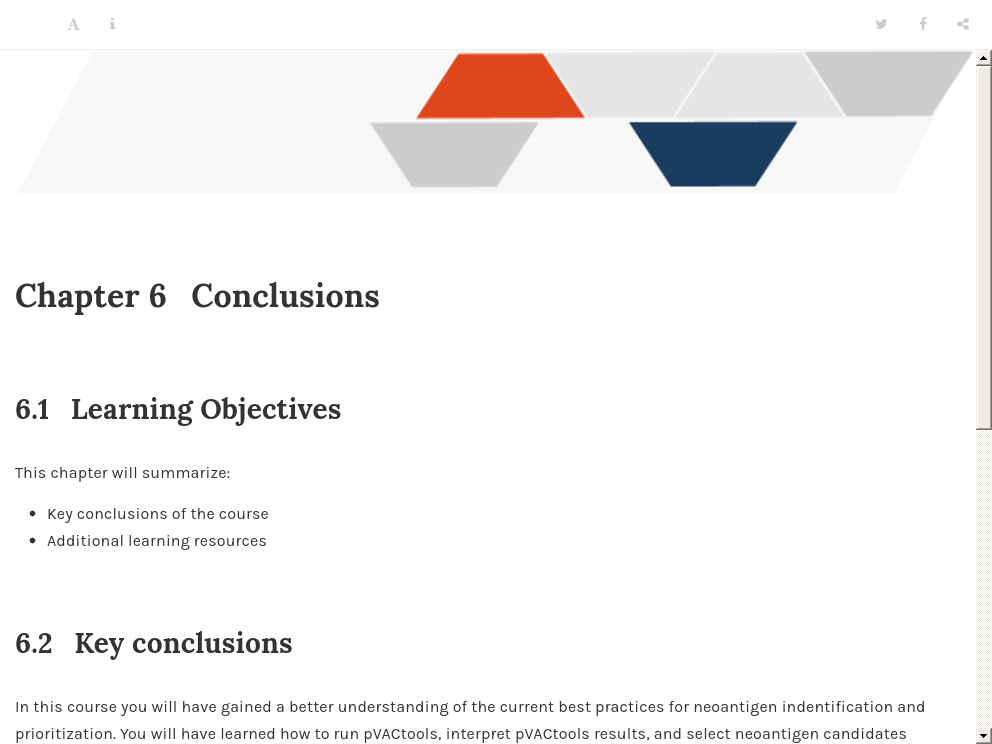 Chapter 6 Conclusions
6.1 Learning Objectives
This chapter will summarize:
Key conclusions of the course
Additional learning resources
6.2 Key conclusions
In this course you will have gained a better understanding of the current best practices for neoantigen indentification and
prioritization. You will have learned how to run pVACtools, interpret pVACtools results, and select neoantigen candidates